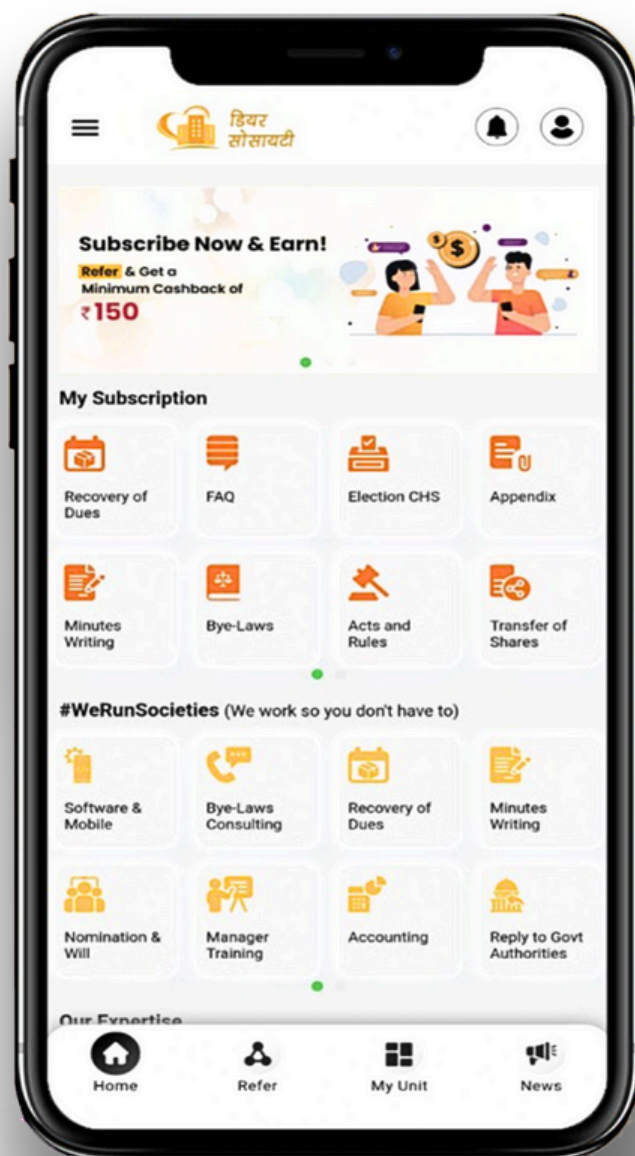 डियर
सोसायटी
Subscribe Now & Earn!
Refer & Get a
Minimum Cashback of
₹150
My Subscription
Recovery of
Dues
FAQ
Election CHS
Appendix
Minutes
Writing
Bye-Laws
Acts and
Rules
Transfer of
Shares
#WeRunSocieties (We work so you don't have to)
Software &
Mobile
Bye-Laws
Consulting
Recovery of
Dues
Minutes
Writing
Nomination &
Will
Manager
Training
Accounting
Reply to Govt
Authorities
Our Expertise
Home
Refer
My Unit
News